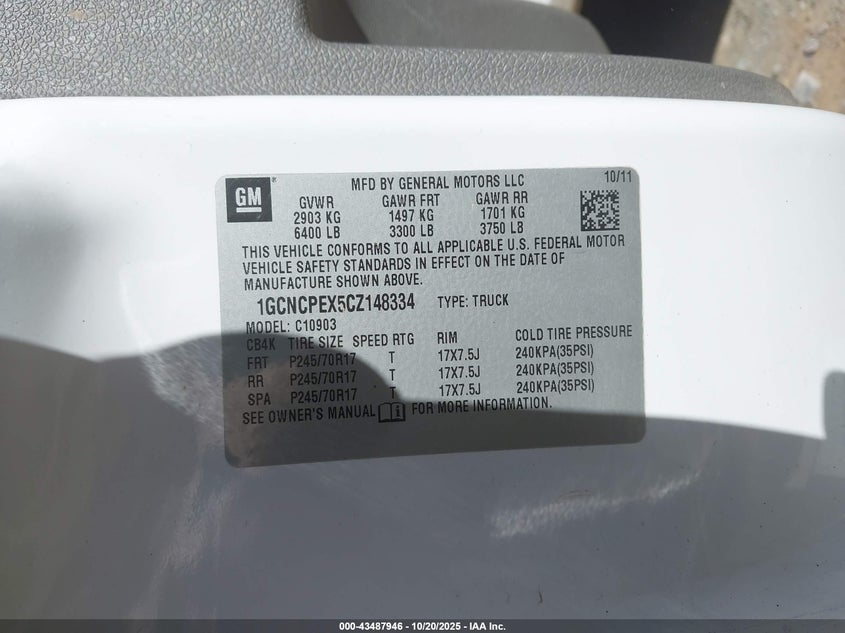 GM
MFD BY GENERAL MOTORS LLC 10/11
GVWR GAWR FRT GAWR RR
2903 KG 1497 KG 1701 KG
6400 LB 3300 LB 3750 LB
THIS VEHICLE CONFORMS TO ALL APPLICABLE U.S. FEDERAL MOTOR
VEHICLE SAFETY STANDARDS IN EFFECT ON THE DATE OF
MANUFACTURE SHOWN ABOVE.
1GCNCPEX5CZ148334 TYPE: TRUCK
MODEL: C10903
CB4K TIRE SIZE SPEED RTG RIM COLD TIRE PRESSURE
FRT P245/70R17 T 17X7.5J 240KPA(35PSI)
RR P245/70R17 T 17X7.5J 240KPA(35PSI)
SPA P245/70R17 T 17X7.5J 240KPA(35PSI)
SEE OWNER'S MANUAL FOR MORE INFORMATION.
000-43487946 - 10/20/2025 - IAA Inc.